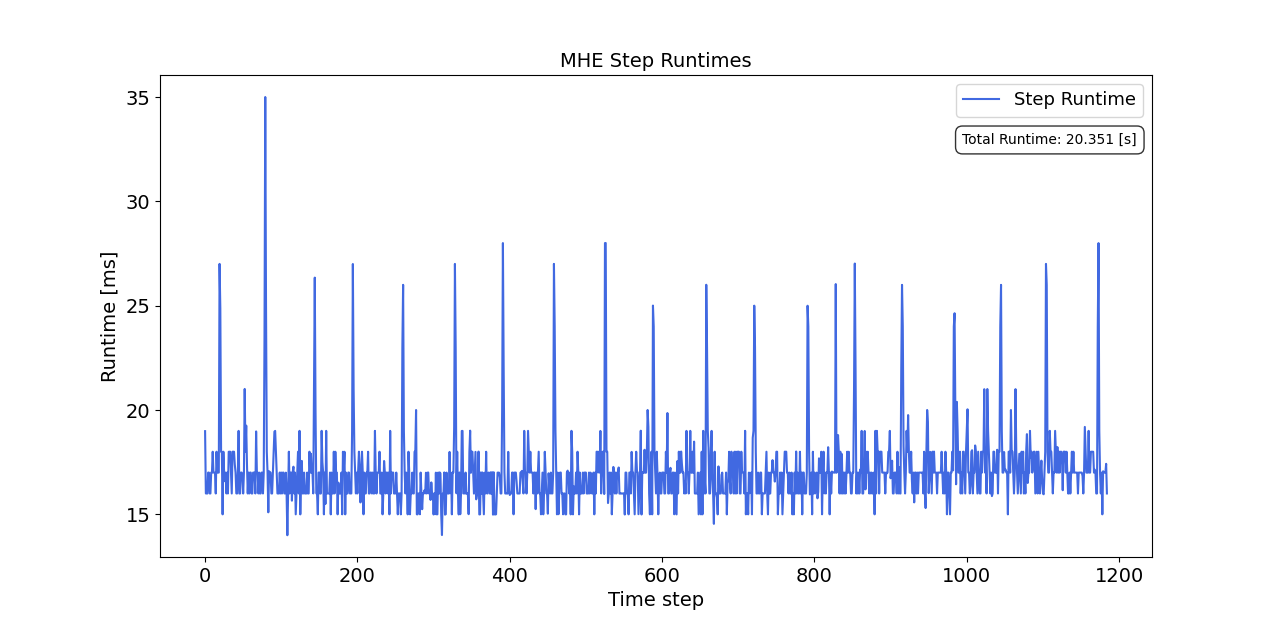 MHE Step Runtimes
Step Runtime
Total Runtime: 20.351 [s]
Runtime [ms]
35
30
25
20
15
0 200 400 600 800 1000 1200
Time step